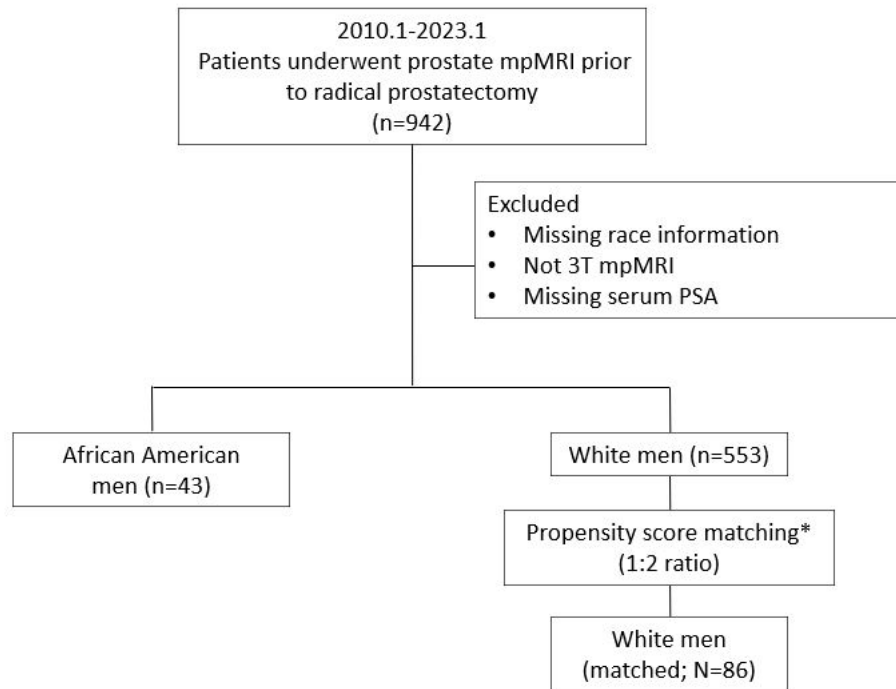 2010.1-2023.1
Patients underwent prostate mpMRI prior
to radical prostatectomy
(n=942)
Excluded
• Missing race information
• Not 3T mpMRI
• Missing serum PSA
African American
men (n=43)
White men (n=553)
Propensity score matching*
(1:2 ratio)
White men
(matched; N=86)